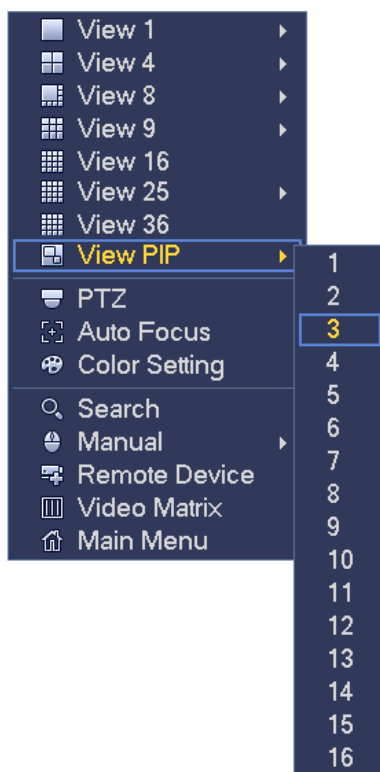 View 1
View 4
View 8
View 9
View 16
View 25
View 36
View PIP
PTZ
Auto Focus
Color Setting
Search
Manual
Remote Device
Video Matrix
Main Menu
1
2
3
4
5
6
7
8
9
10
11
12
13
14
15
16